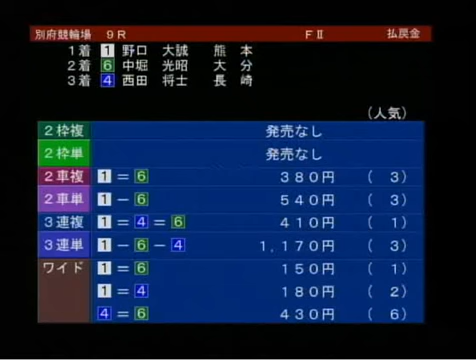 別府競輪場 9R FⅡ 払戻金
1着 1 野口 大誠 熊本
2着 6 中堀 光昭 大分
3着 4 西田 将士 長崎
(人気)
2枠複 発売なし
2枠単 発売なし
2車複 1=6 380円 (3)
2車単 1-6 540円 (3)
3連複 1=4=6 410円 (1)
3連単 1-6-4 1,170円 (3)
ワイド 1=6 150円 (1)
1=4 180円 (2)
4=6 430円 (6)